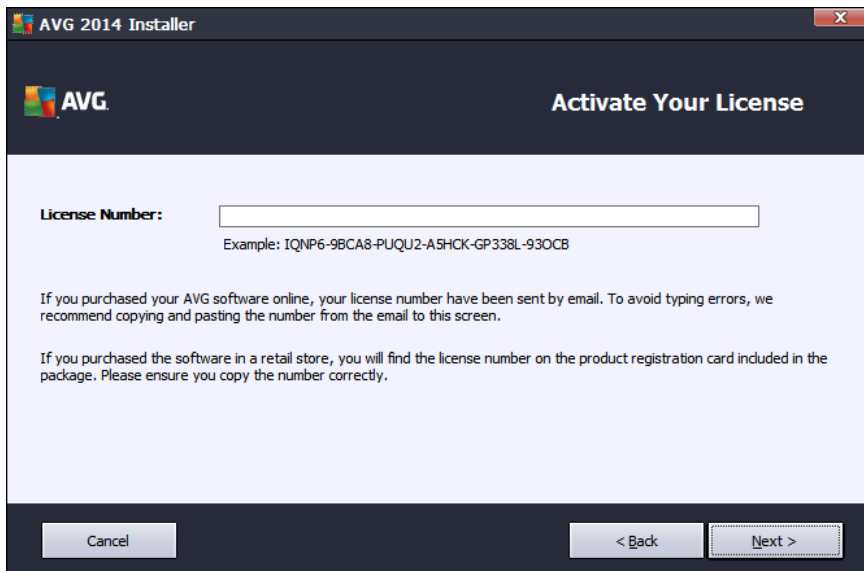 AVG 2014 Installer
AVG.
Activate Your License
License Number:
Example: IQNP6-9BCA8-PUQU2-A5HCK-GP338L-93OCB
If you purchased your AVG software online, your license number have been sent by email. To avoid typing errors, we
recommend copying and pasting the number from the email to this screen.
If you purchased the software in a retail store, you will find the license number on the product registration card included in the
package. Please ensure you copy the number correctly.
Cancel
< Back
Next >